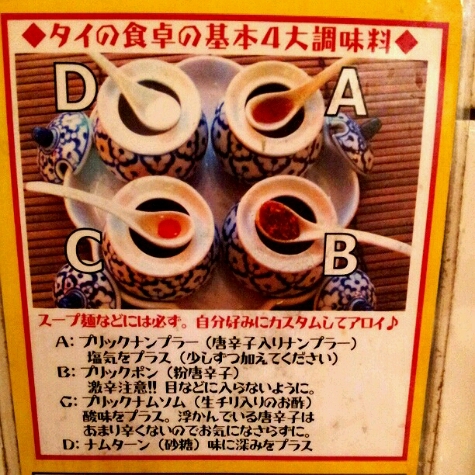 ◆タイの食卓の基本4大調味料◆
D
A
C
B
スープ麺などには必ず。自分好みにカスタムしてアロイ♪
A: プリックナンプラー（唐辛子入りナンプラー）
塩気をプラス（少しずつ加えてください）
B: プリックポン（粉唐辛子）
激辛注意!! 目などに入らないように。
C: プリックナムソム（生チリ入りのお酢）
酸味をプラス。浮かんでいる唐辛子は
あまり辛くないのでお気になさらずに。
D: ナムターン（砂糖）味に深みをプラス